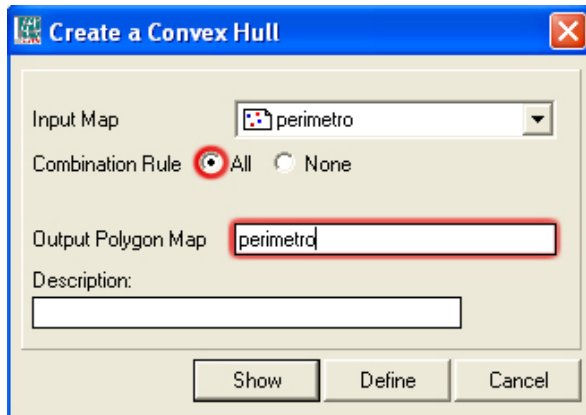 Create a Convex Hull
Input Map perimetro
Combination Rule All None
Output Polygon Map perimetro
Description:
Show Define Cancel